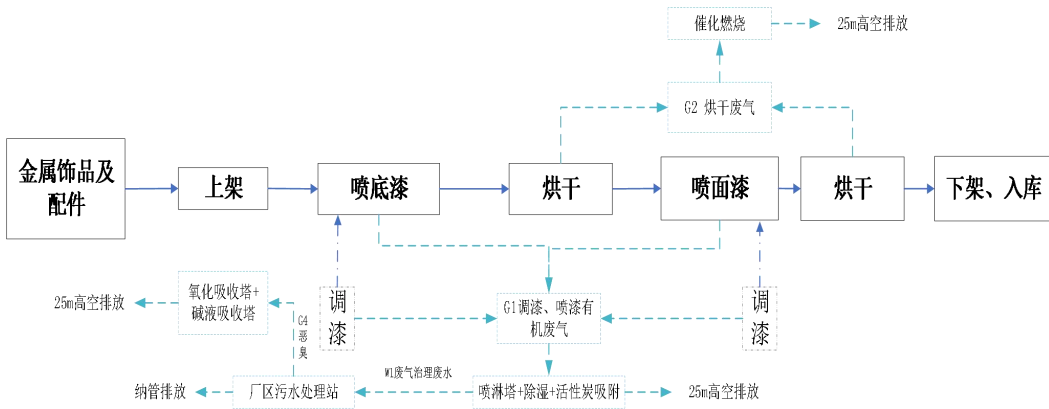 催化燃烧
25m高空排放
G2 烘干废气
金属饰品及
配件
上架
喷底漆
烘干
喷面漆
烘干
下架、入库
25m高空排放
氧化吸收塔+
碱液吸收塔
G4
恶
臭
调
漆
G1调漆、喷漆有
机废气
调
漆
纳管排放
厂区污水处理站
W1废气治理废水
喷淋塔+除湿+活性炭吸附
25m高空排放